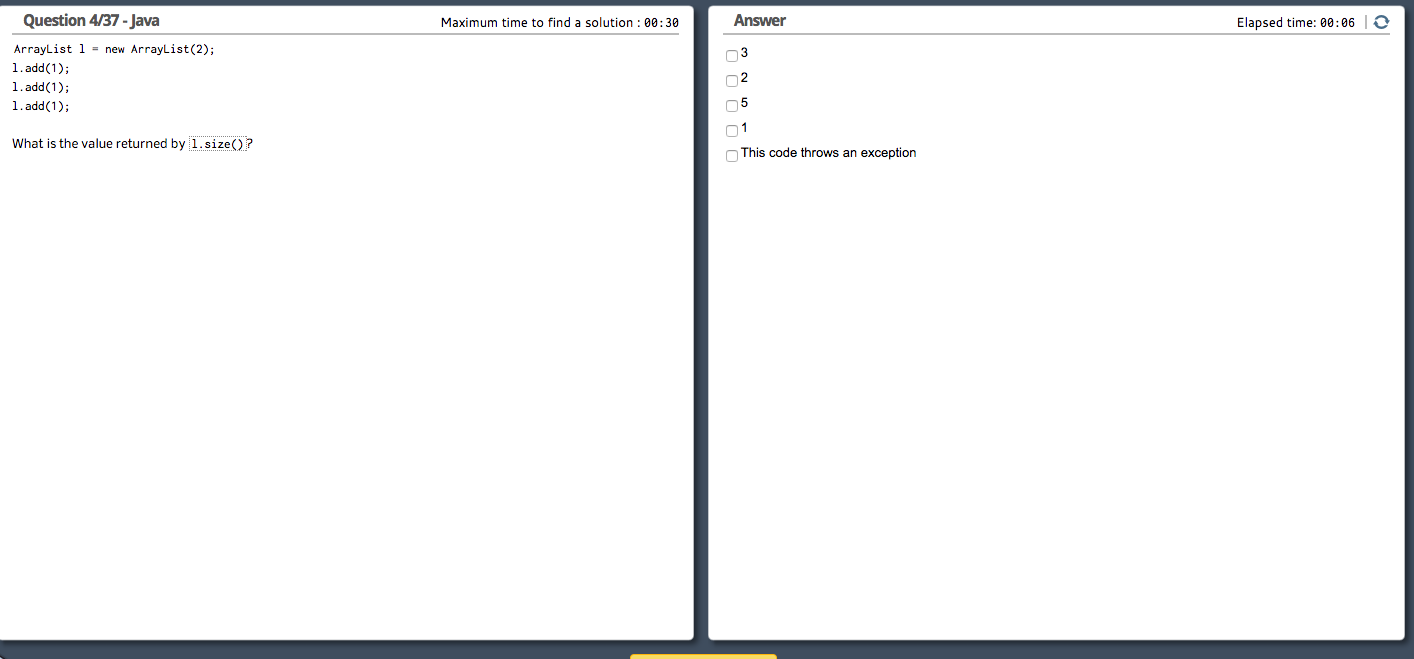 Question 4/37 - Java
Maximum time to find a solution : 00:30
ArrayList l = new ArrayList(2);
l.add(1);
l.add(1);
l.add(1);
What is the value returned by l.size()?
Answer
Elapsed time: 00:06
3
2
5
1
This code throws an exception